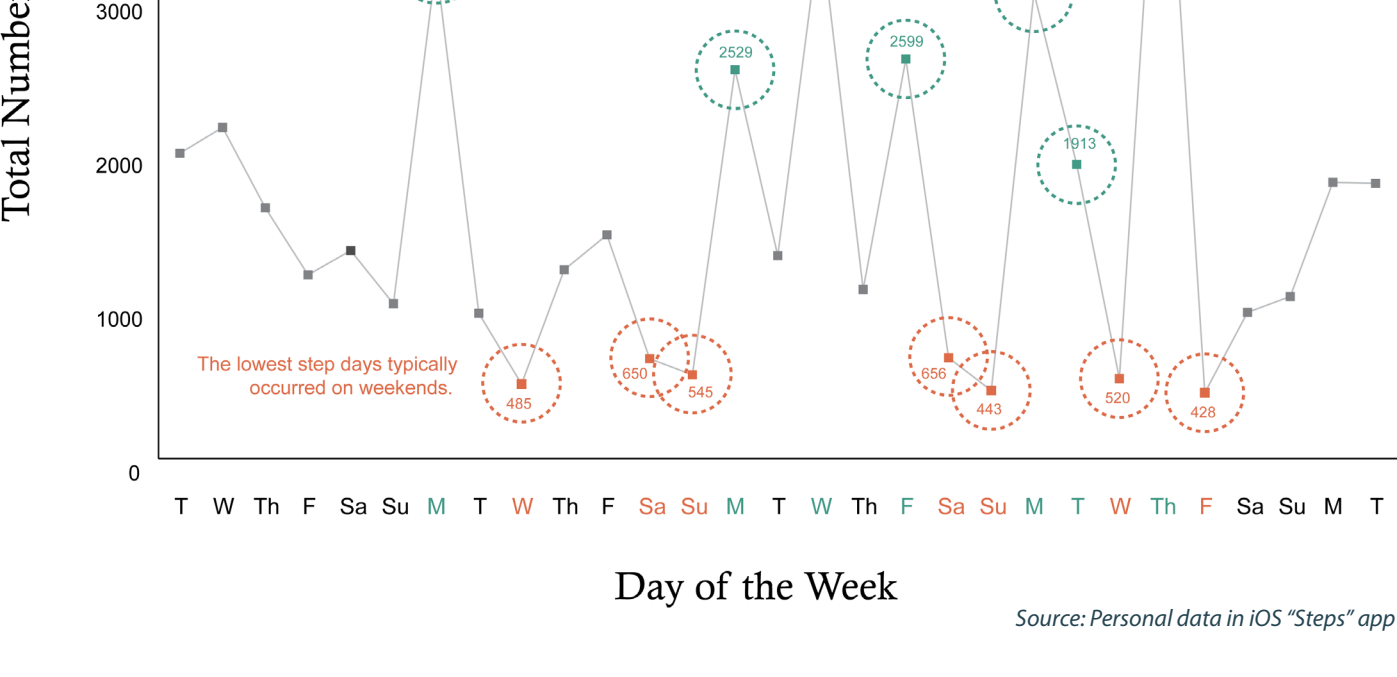 3000
2000
1000
0
Total Numbe
2529
2599
1913
The lowest step days typically
occurred on weekends.
485
650
545
656
443
520
428
T W Th F Sa Su M T W Th F Sa Su M T W Th F Sa Su M T W Th F Sa Su M T
Day of the Week
Source: Personal data in iOS “Steps” app